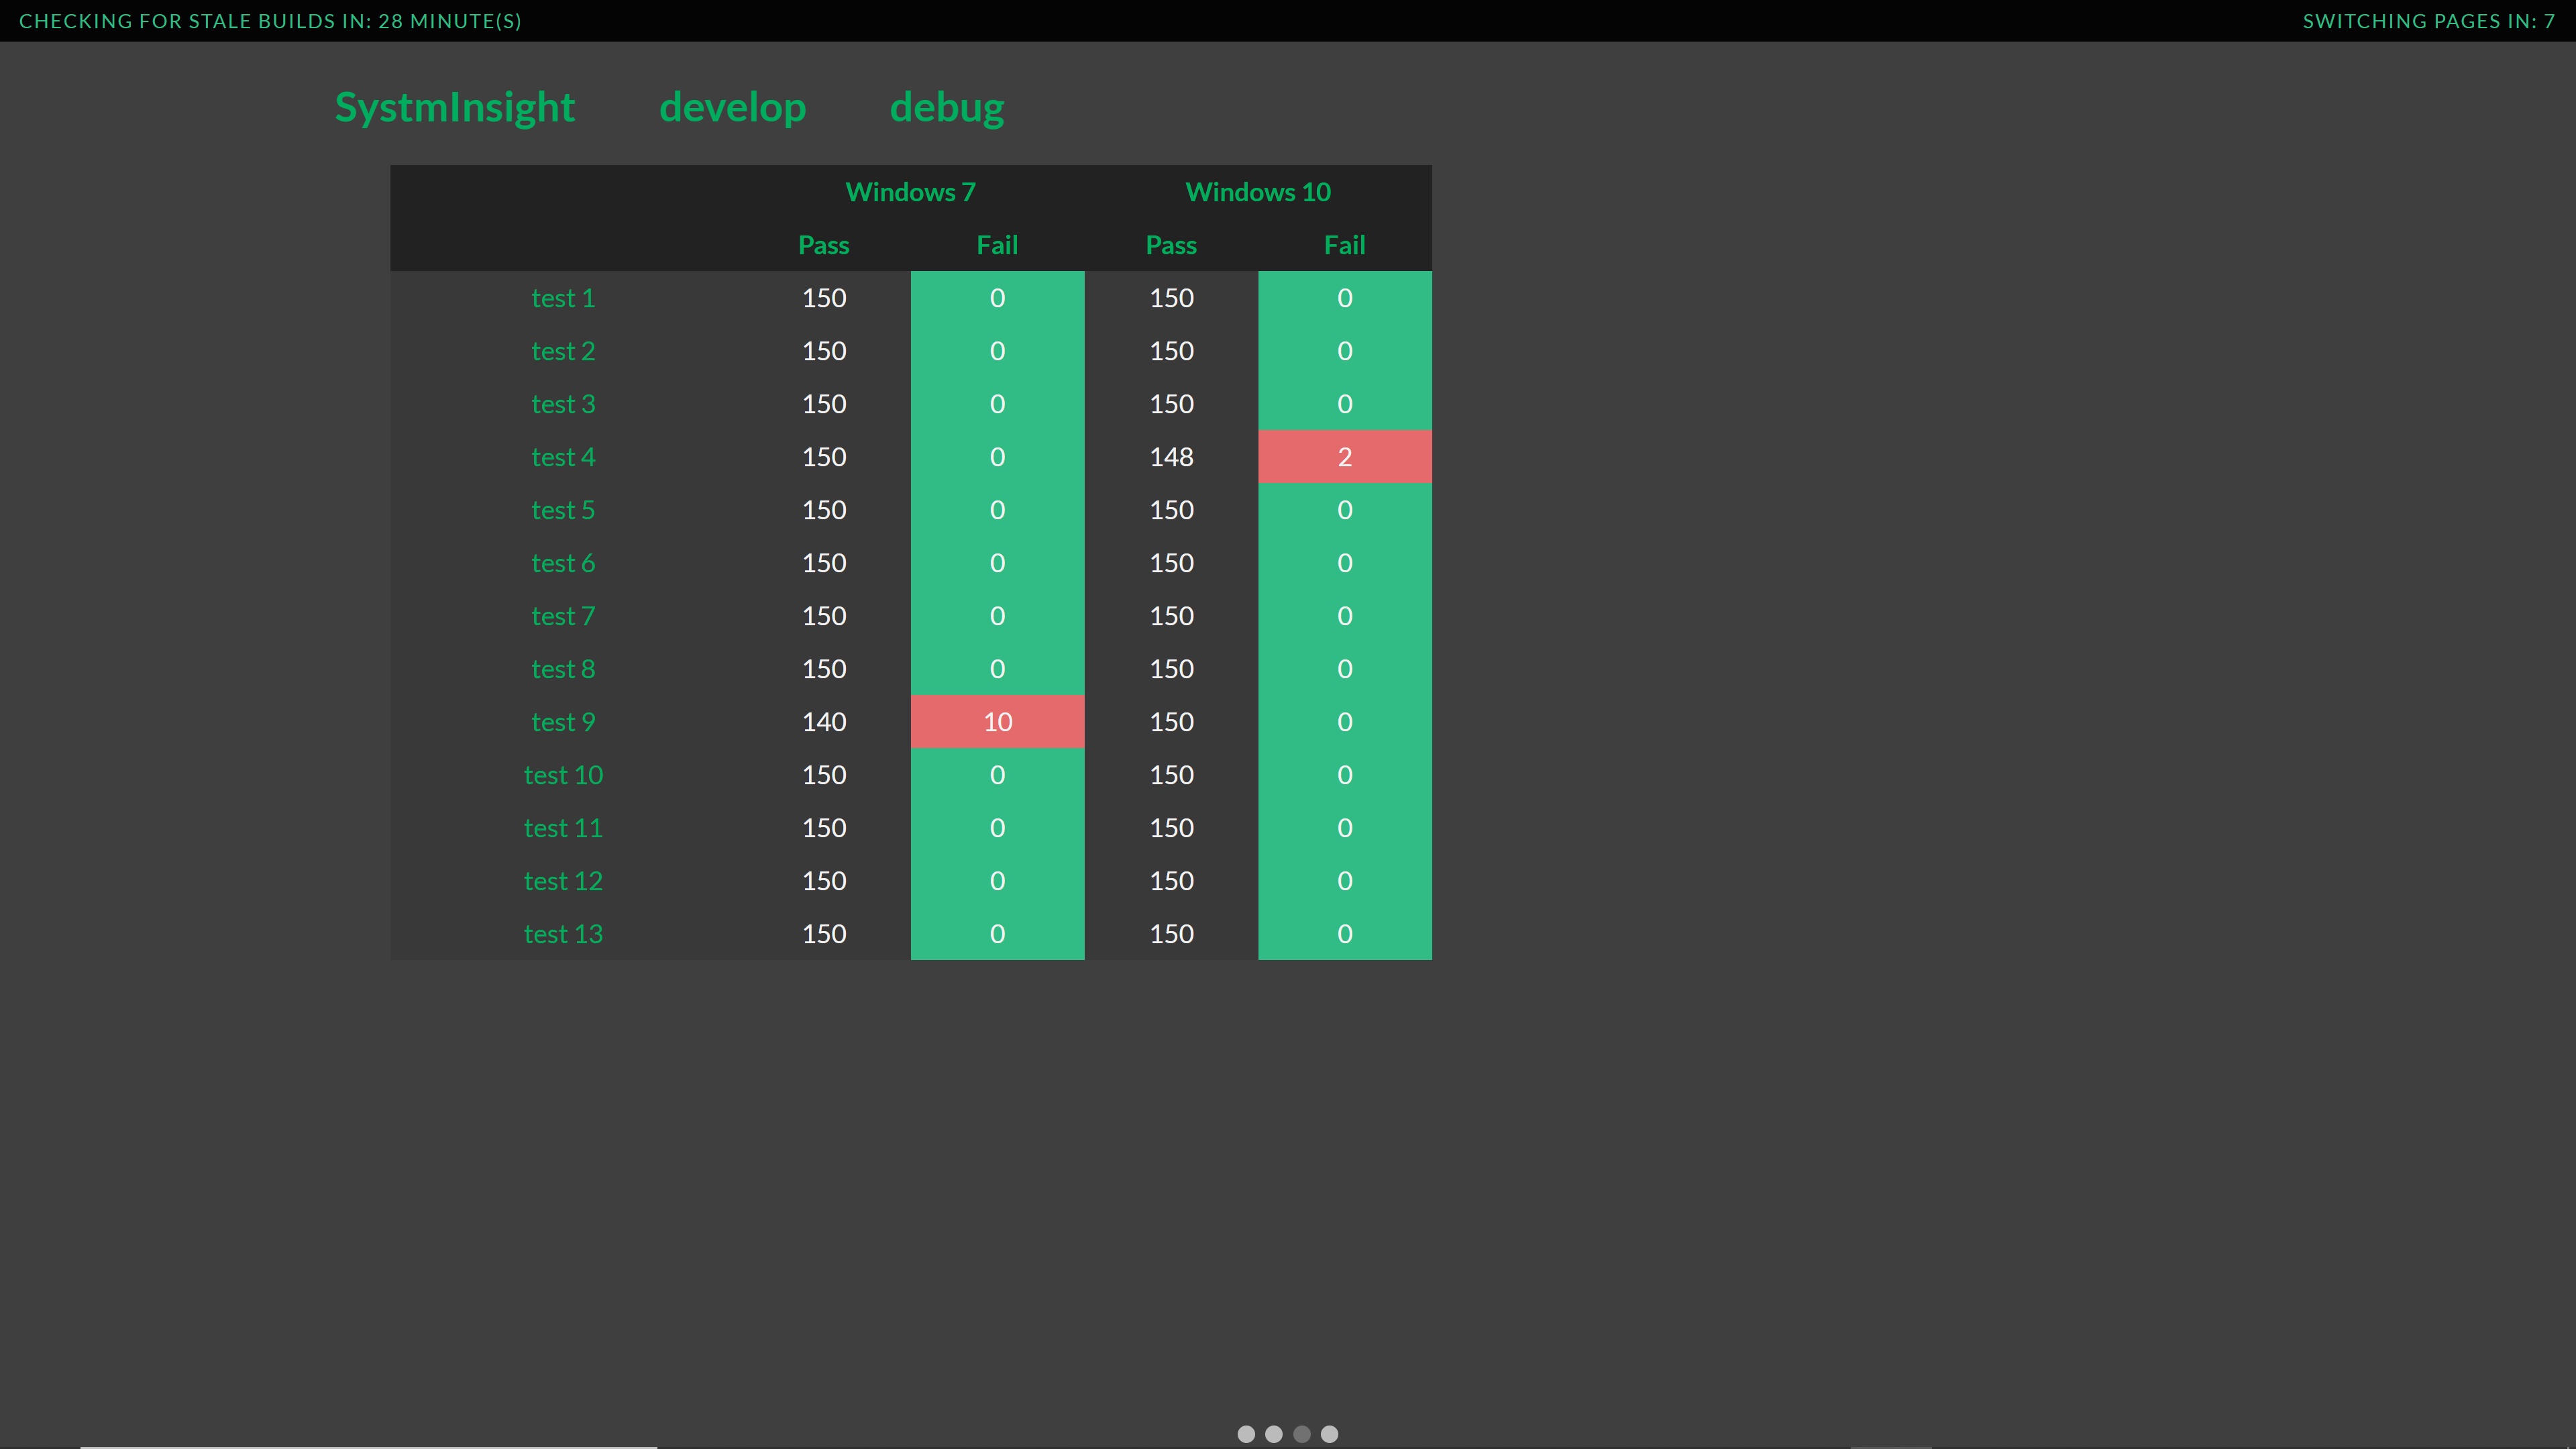 CHECKING FOR STALE BUILDS IN: 28 MINUTE(S) SWITCHING PAGES IN: 7
SystmInsight develop debug
Windows 7 Windows 10
Pass Fail Pass Fail
test 1 150 0 150 0
test 2 150 0 150 0
test 3 150 0 150 0
test 4 150 0 148 2
test 5 150 0 150 0
test 6 150 0 150 0
test 7 150 0 150 0
test 8 150 0 150 0
test 9 140 10 150 0
test 10 150 0 150 0
test 11 150 0 150 0
test 12 150 0 150 0
test 13 150 0 150 0